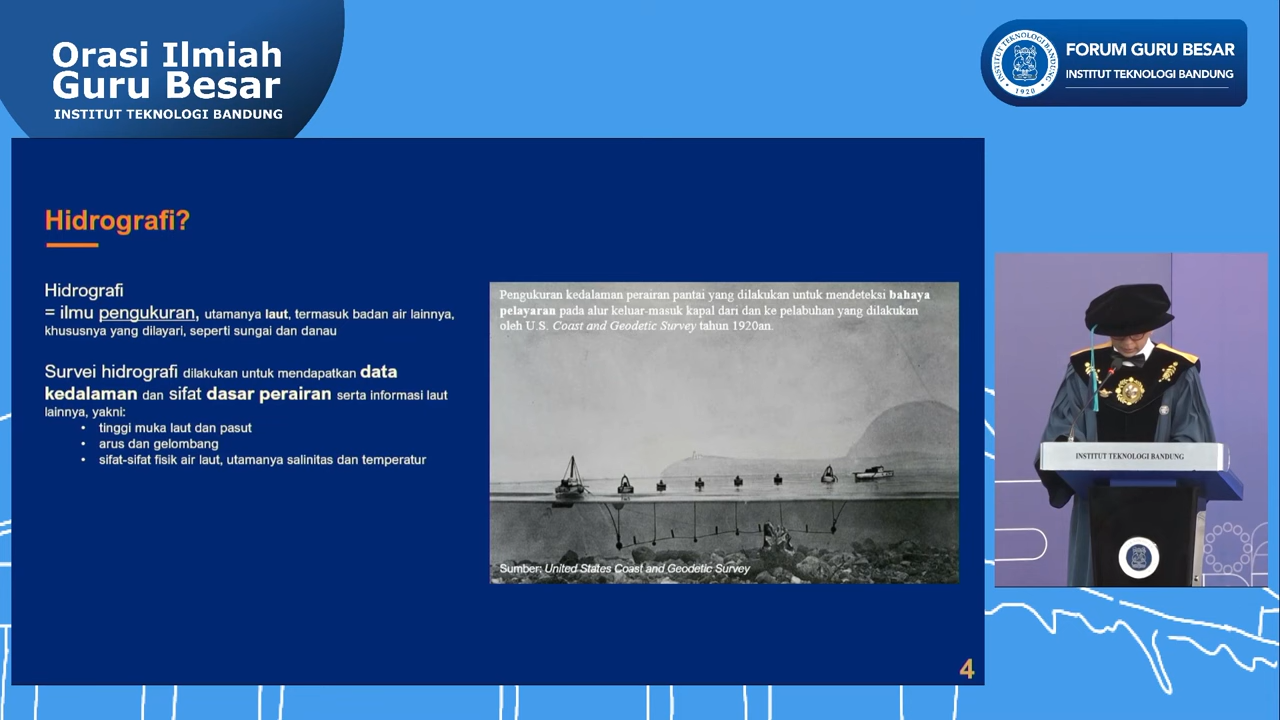 Orasi Ilmiah
Guru Besar
INSTITUT TEKNOLOGI BANDUNG
INSTITUT TEKNOLOGI BANDUNG
1920
FORUM GURU BESAR
INSTITUT TEKNOLOGI BANDUNG
Hidrografi?
Hidrografi
= ilmu pengukuran, utamanya laut, termasuk badan air lainnya,
khususnya yang dilayari, seperti sungai dan danau
Survei hidrografi dilakukan untuk mendapatkan data
kedalaman dan sifat dasar perairan serta informasi laut
lainnya, yakni:
• tinggi muka laut dan pasut
• arus dan gelombang
• sifat-sifat fisik air laut, utamanya salinitas dan temperatur
Pengukuran kedalaman perairan pantai yang dilakukan untuk mendeteksi bahaya
pelayaran pada alur keluar-masuk kapal dari dan ke pelabuhan yang dilakukan
oleh U.S. Coast and Geodetic Survey tahun 1920an.
Sumber: United States Coast and Geodetic Survey
4
INSTITUT TEKNOLOGI BANDUNG